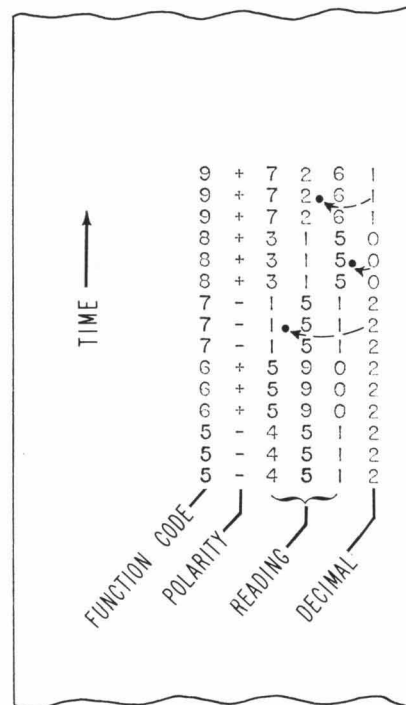 9 + 7 2 6 1
9 + 7 2 6 1
9 + 7 2 6 1
8 + 3 1 5 0
8 + 3 1 5 0
8 + 3 1 5 0
7 - 1 5 1 2
7 - 1 5 1 2
7 - 1 5 1 2
6 + 5 9 0 2
6 + 5 9 0 2
6 + 5 9 0 2
5 - 4 5 1 2
5 - 4 5 1 2
5 - 4 5 1 2
TIME
FUNCTION CODE
POLARITY
READING
DECIMAL